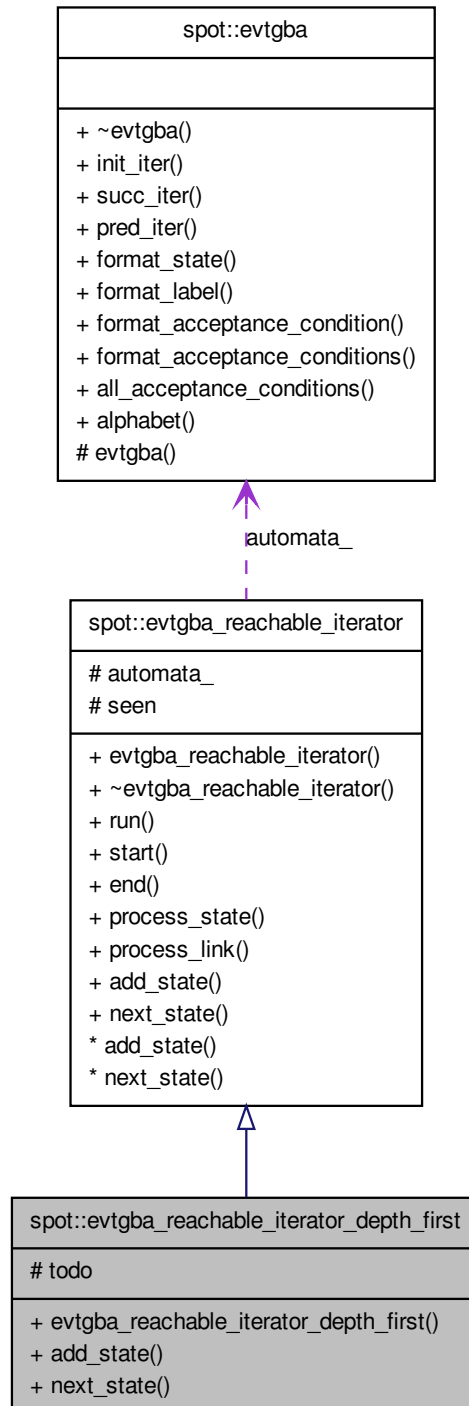 spot::evtgba
+ ~evtgba()
+ init_iter()
+ succ_iter()
+ pred_iter()
+ format_state()
+ format_label()
+ format_acceptance_condition()
+ format_acceptance_conditions()
+ all_acceptance_conditions()
+ alphabet()
# evtgba()
automata_
spot::evtgba_reachable_iterator
# automata_
# seen
+ evtgba_reachable_iterator()
+ ~evtgba_reachable_iterator()
+ run()
+ start()
+ end()
+ process_state()
+ process_link()
+ add_state()
+ next_state()
* add_state()
* next_state()
spot::evtgba_reachable_iterator_depth_first
# todo
+ evtgba_reachable_iterator_depth_first()
+ add_state()
+ next_state()